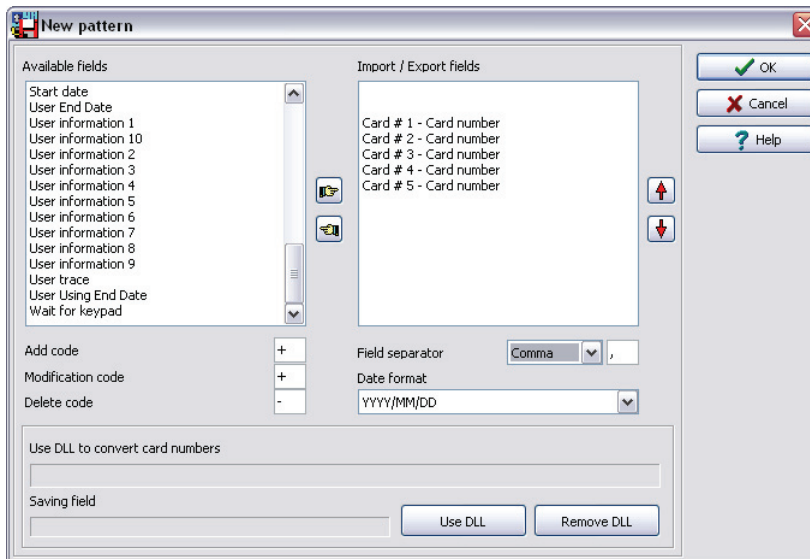 New pattern
Available fields
Start date
User End Date
User information 1
User information 10
User information 2
User information 3
User information 4
User information 5
User information 6
User information 7
User information 8
User information 9
User trace
User Using End Date
Wait for keypad
Import / Export fields
Card # 1 - Card number
Card # 2 - Card number
Card # 3 - Card number
Card # 4 - Card number
Card # 5 - Card number
OK
Cancel
Help
Add code +
Modification code +
Delete code -
Field separator Comma ,
Date format
YYYY/MM/DD
Use DLL to convert card numbers
Saving field
Use DLL Remove DLL